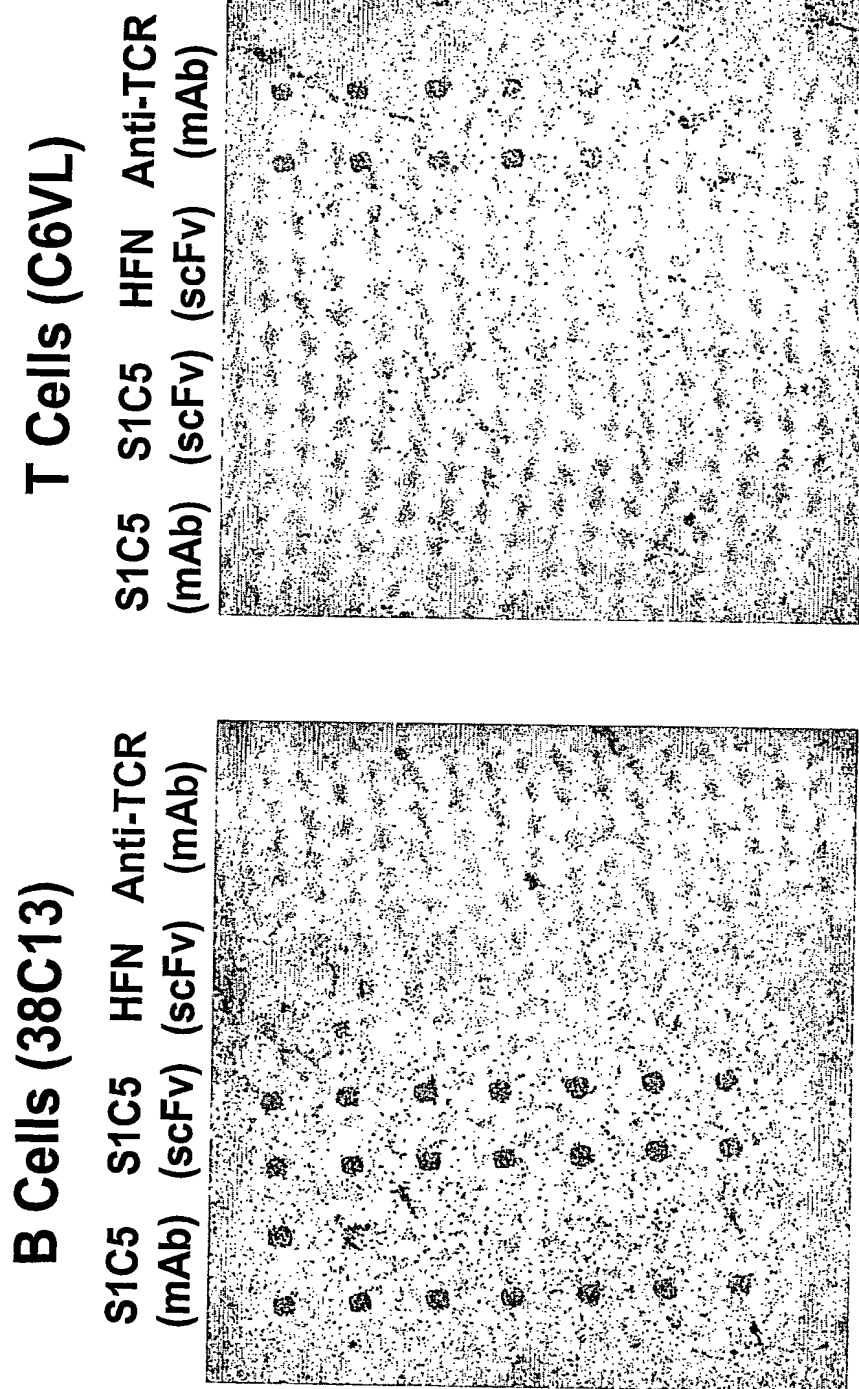 B Cells (38C13)
S1C5 S1C5 HFN Anti-TCR
(mAb) (scFv) (scFv) (mAb)
T Cells (C6VL)
S1C5 S1C5 HFN Anti-TCR
(mAb) (scFv) (scFv) (mAb)